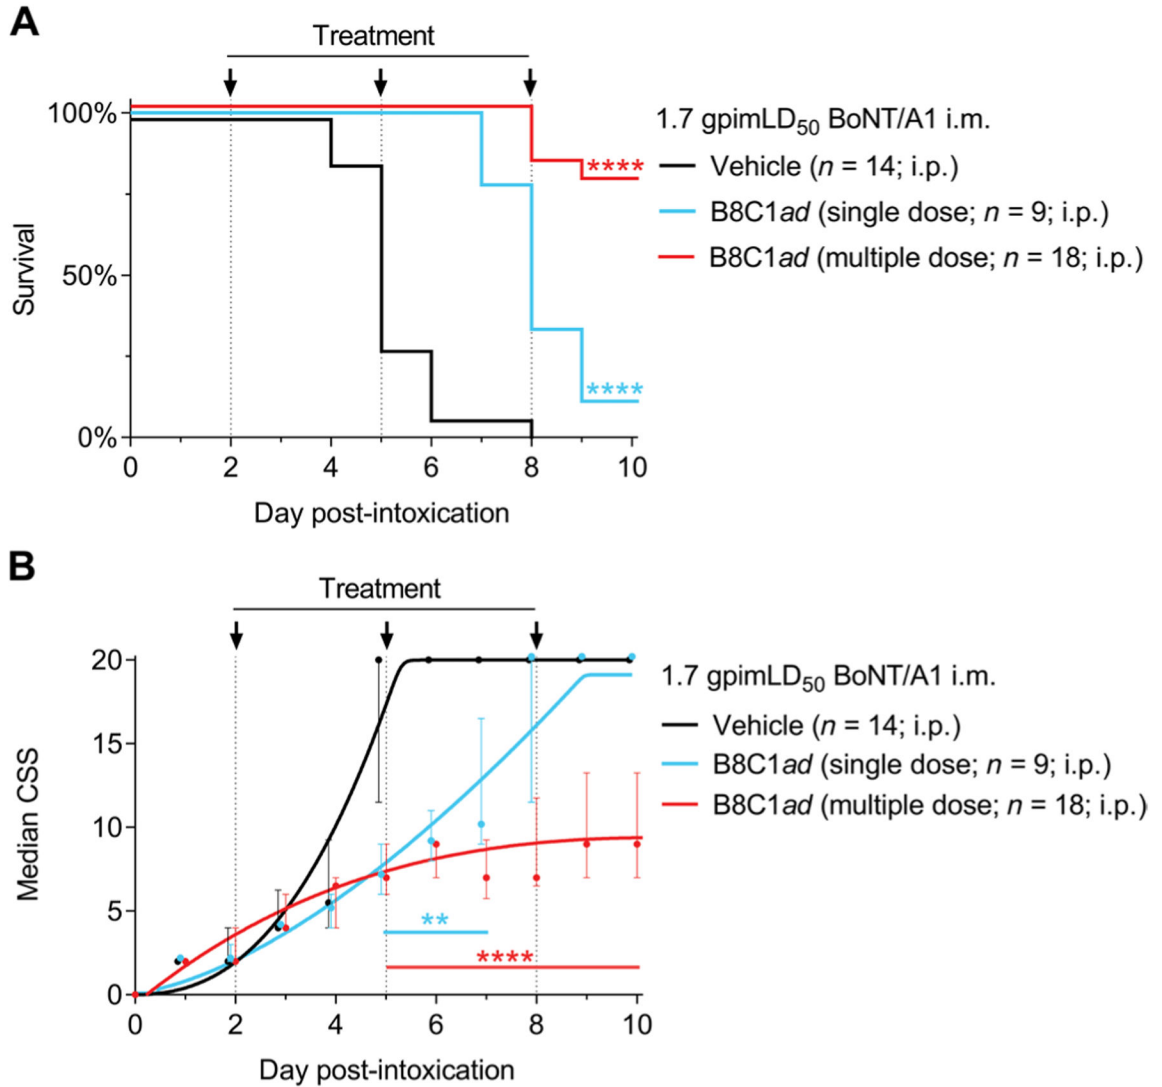 A
Treatment
100%
50%
0%
Survival
0 2 4 6 8 10
Day post-intoxication
****
****
1.7 gpimLD50 BoNT/A1 i.m.
Vehicle (n = 14; i.p.)
B8C1ad (single dose; n = 9; i.p.)
B8C1ad (multiple dose; n = 18; i.p.)
B
Treatment
20
15
10
5
0
Median CSS
0 2 4 6 8 10
Day post-intoxication
**
****
1.7 gpimLD50 BoNT/A1 i.m.
Vehicle (n = 14; i.p.)
B8C1ad (single dose; n = 9; i.p.)
B8C1ad (multiple dose; n = 18; i.p.)